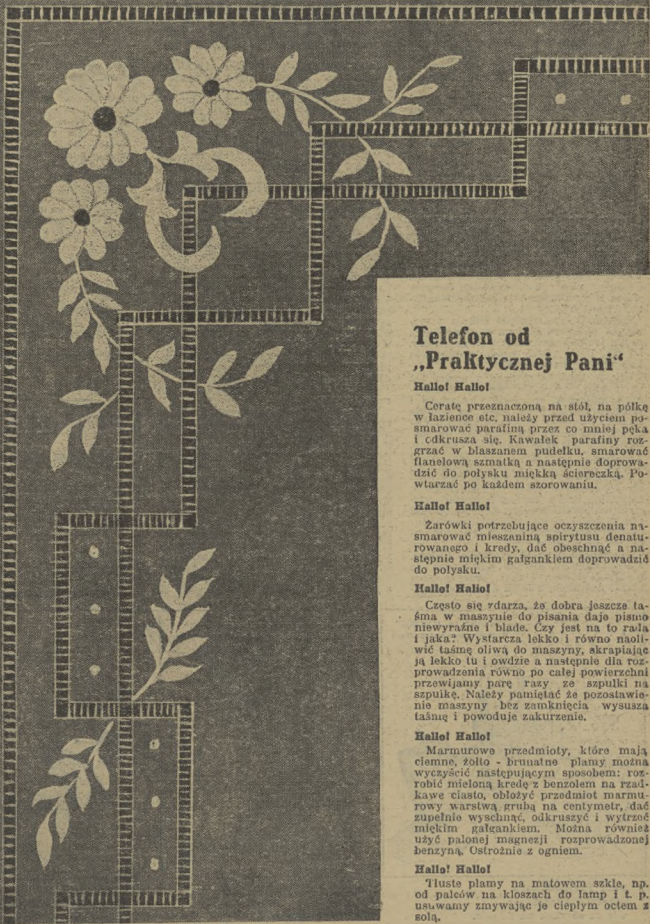 Telefon od
„Praktycznej Pani“
Hallo! Hallo!
Ceratę przeznaczoną na stół, na półkę
w łazience etc. należy przed użyciem po-
smarować parafiną przez co mniej pęka
i odkrusza się. Kawałek parafiny roz-
grzać w blaszanem pudełku, smarować
flanelową szmatką a następnie doprowa-
dzić do połysku miękką ściereczką. Po-
wtarzać po każdem szorowaniu.
Hallo! Hallo!
Żarówki potrzebujące oczyszczenia na-
smarować mieszaniną spirytusu denatu-
rowanego i kredy, dać obeschnąć a na-
stępnie miękim gałgankiem doprowadzić
do połysku.
Hallo! Hallo!
Często się zdarza, że dobra jeszcze ta-
śma w maszynie do pisania daje pismo
niewyraźne i blade. Czy jest na to rada
i jaka? Wystarcza lekko i równo naoli-
wić taśmę oliwą do maszyny, skrapiając
ją lekko tu i owdzie a następnie dla roz-
prowadzenia równo po całej powierzchni
przewijamy parę razy ze szpulki na
szpulkę. Należy pamiętać że pozostawie-
nie maszyny bez zamknięcia wysusza
taśmę i powoduje zakurzenie.
Hallo! Hallo!
Marmurowe przedmioty, które mają
ciemne, żółto - brunatne plamy można
wyczyścić następującym sposobem: roz-
robić mieloną kredę z benzolem na rzad-
kawe ciasto, obłożyć przedmiot marmu-
rowy warstwą grubą na centymetr, dać
zupełnie wyschnąć, odkruszyć i wytrzeć
miękim gałgankiem. Można również
użyć palonej magnezji rozprowadzonej
benzyną. Ostrożnie z ogniem.
Hallo! Hallo!
Tłuste plamy na matowem szkle, np.
od palców na kloszach do lamp i t. p.
usuwamy zmywając je ciepłym octem z
solą.